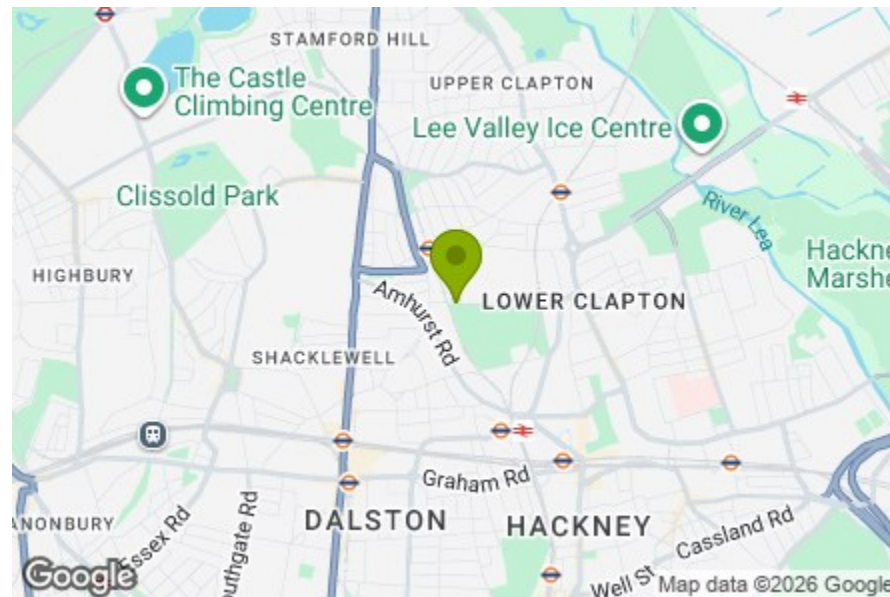 STAMFORD HILL
The Castle
Climbing Centre
UPPER CLAPTON
Lee Valley Ice Centre
Clissold Park
River Lea
Hackne
Marshe
HIGHBURY
Amhurst Rd
LOWER CLAPTON
SHACKLEWELL
Graham Rd
ANONBURY
Essex Rd
outhgate Rd
DALSTON
HACKNEY
Cassland Rd
Well St
Google
Map data ©2026 Google